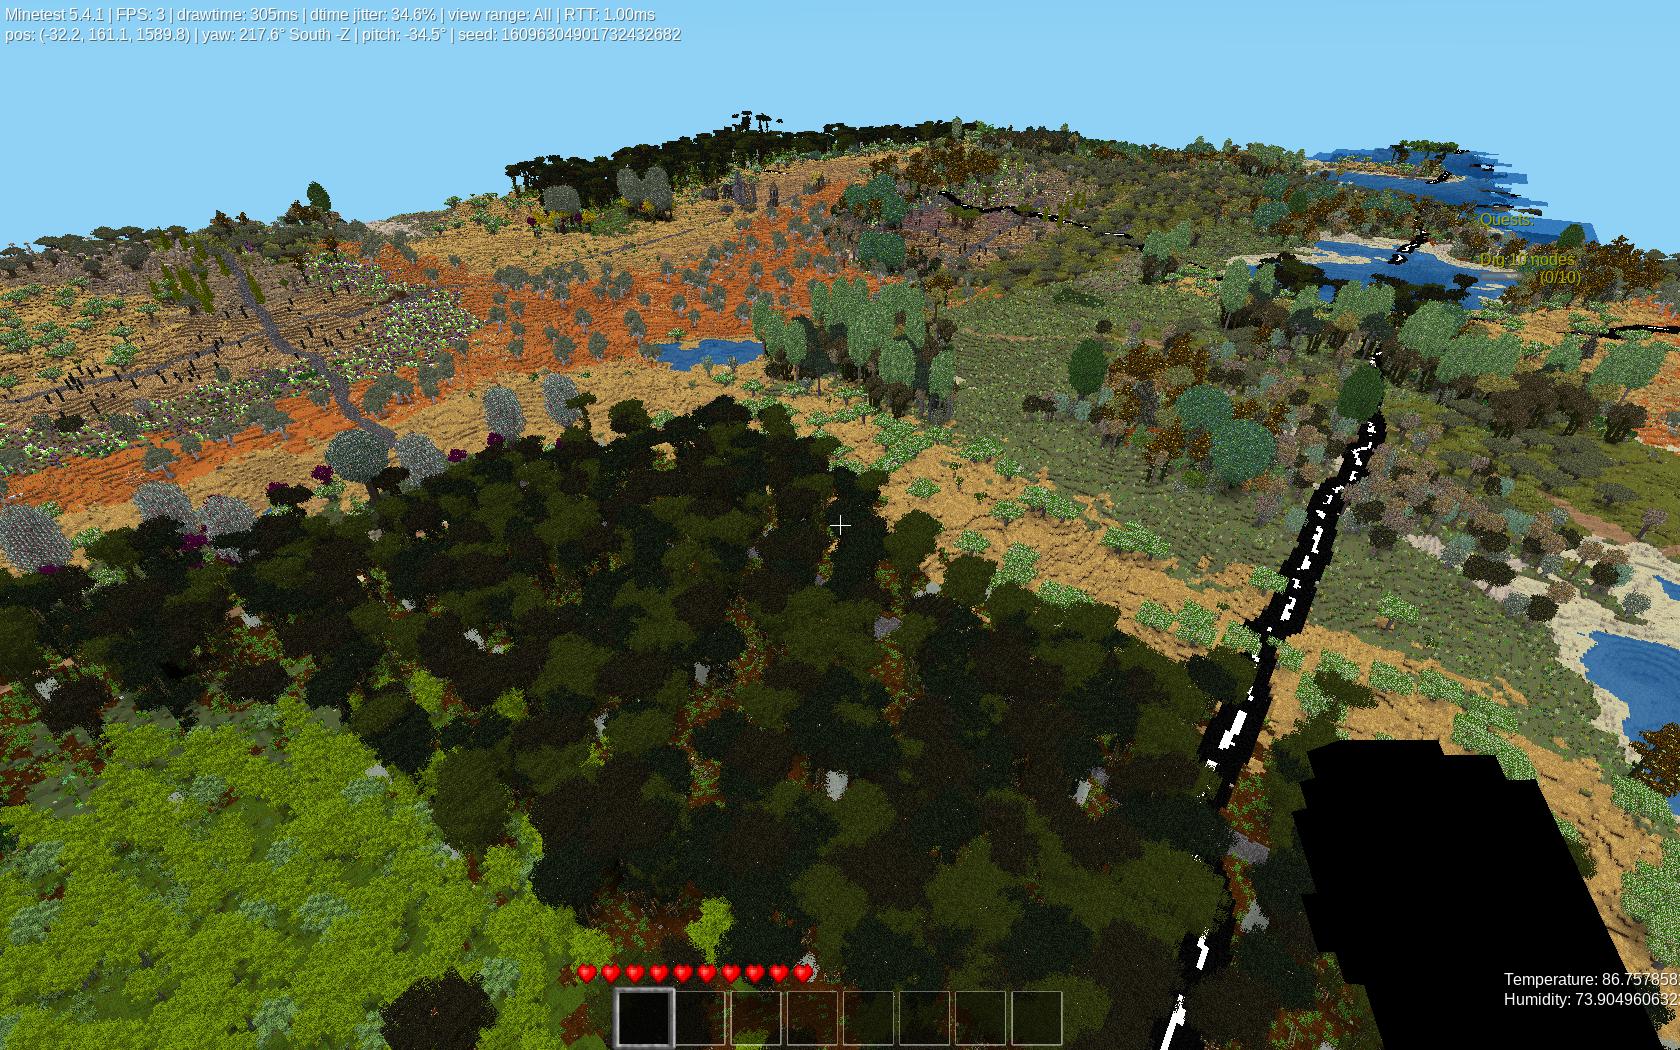 Minetest 5.4.1 | FPS: 3 | drawtime: 305ms | dtime jitter: 34.6% | view range: All | RTT: 1.00ms
pos: (-32.2, 161.1, 1589.8) | yaw: 217.6° South -Z | pitch: -34.5° | seed: 16096304901732432682
Quests:
Dig 10 nodes
(0/10)
Temperature: 86.757858
Humidity: 73.904960632